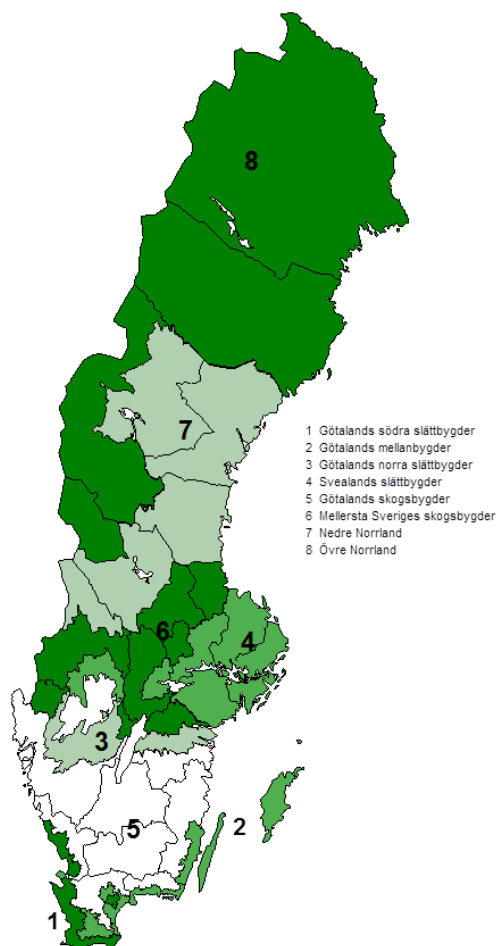 8
7
1 Götalands södra slättbygder
2 Götalands mellanbygder
3 Götalands norra slättbygder
4 Svealands slättbygder
5 Götalands skogsbygder
6 Mellersta Sveriges skogsbygder
7 Nedre Norrland
8 Övre Norrland
6
4
3
5
2
1